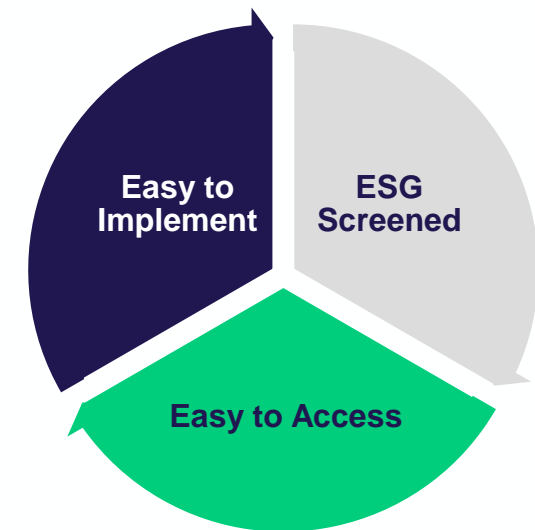 Easy to
Implement
ESG
Screened
Easy to Access